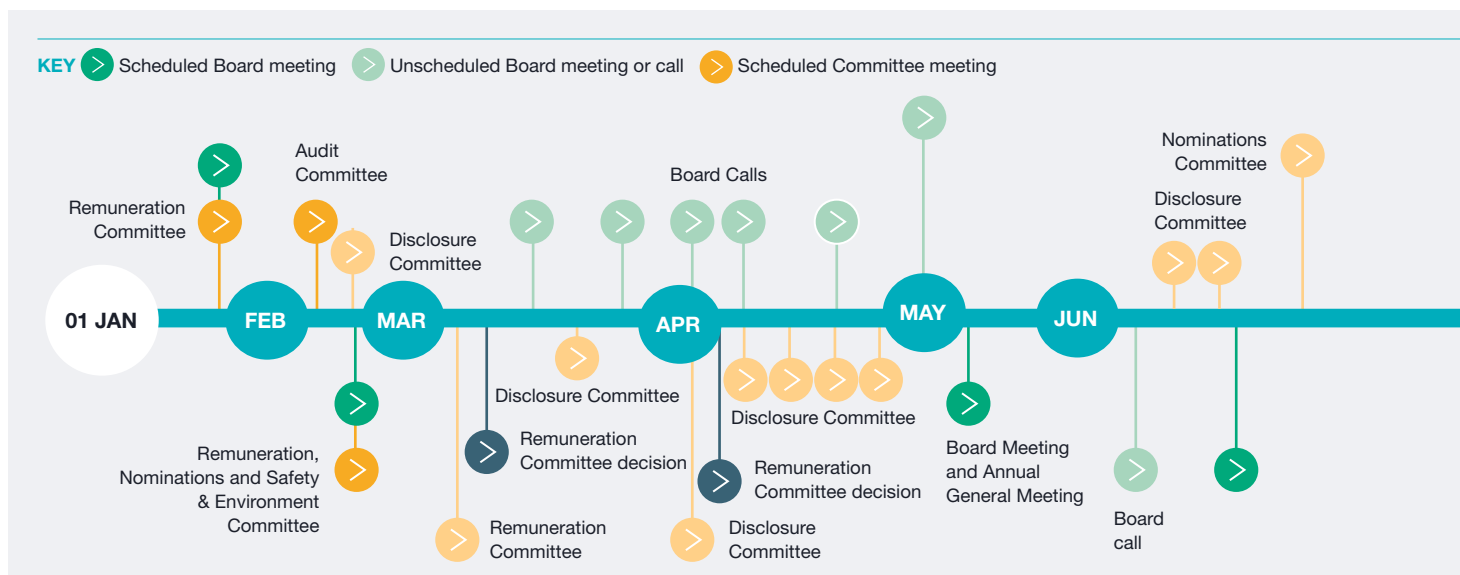 KEY Scheduled Board meeting Unscheduled Board meeting or call Scheduled Committee meeting
Remuneration
Committee
Audit
Committee
Disclosure
Committee
Board Calls
Nominations
Committee
Disclosure
Committee
01 JAN
FEB
MAR
APR
MAY
JUN
Remuneration,
Nominations and Safety
& Environment
Committee
Remuneration
Committee
Remuneration
Committee decision
Disclosure Committee
Disclosure
Committee
Remuneration
Committee decision
Disclosure Committee
Board Meeting
and Annual
General Meeting
Board
call